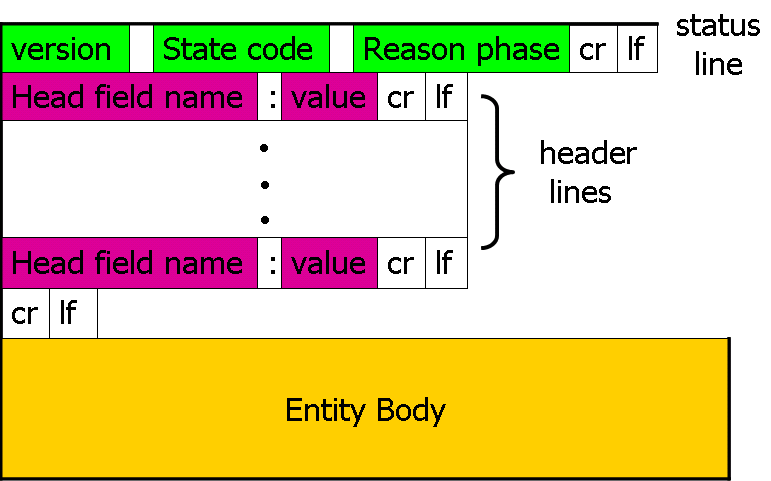 version State code Reason phase cr lf
status
line
Head field name : value cr lf
header
lines
Head field name : value cr lf
cr lf
Entity Body